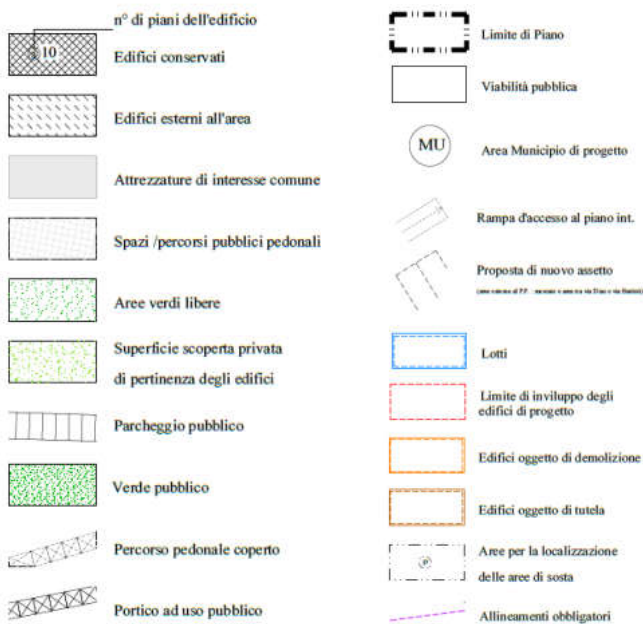 n° di piani dell'edificio
10
Edifici conservati
Edifici esterni all'area
Attrezzature di interesse comune
Spazi /percorsi pubblici pedonali
Aree verdi libere
Superficie scoperta privata
di pertinenza degli edifici
Parcheggio pubblico
Verde pubblico
Percorso pedonale coperto
Portico ad uso pubblico
Limite di Piano
Viabilità pubblica
MU
Area Municipio di progetto
Rampa d'accesso al piano int.
Proposta di nuovo assetto
Lotti
Limite di inviluppo degli
edifici di progetto
Edifici oggetto di demolizione
Edifici oggetto di tutela
P
Aree per la localizzazione
delle aree di sosta
Allineamenti obbligatori